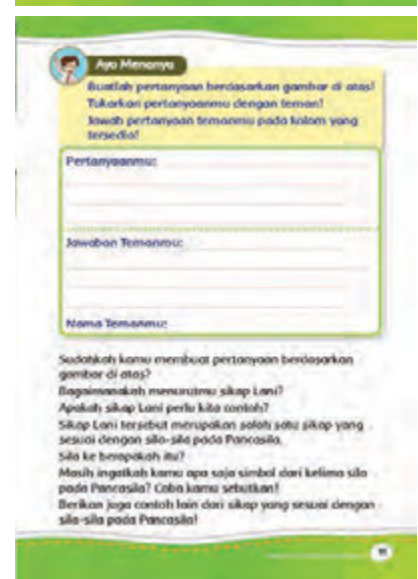 Ayo Menanya
Buatlah pertanyaan berdasarkan gambar di atas!
Tukarkan pertanyaanmu dengan teman!
Jawab pertanyaan temanmu pada kolom yang
tersedia!
Pertanyaanmu:
Jawaban Temanmu:
Nama Temanmu:
Sudahkah kamu membuat pertanyaan berdasarkan
gambar di atas?
Bagaimanakah menurutmu sikap Lani?
Apakah sikap Lani perlu kita contoh?
Sikap Lani tersebut merupakan salah satu sikap yang
sesuai dengan sila-sila pada Pancasila.
Sila ke berapakah itu?
Masih ingatkah kamu apa saja simbol dari kelima sila
pada Pancasila? Coba kamu sebutkan!
Berikan juga contoh lain dari sikap yang sesuai dengan
sila-sila pada Pancasila!